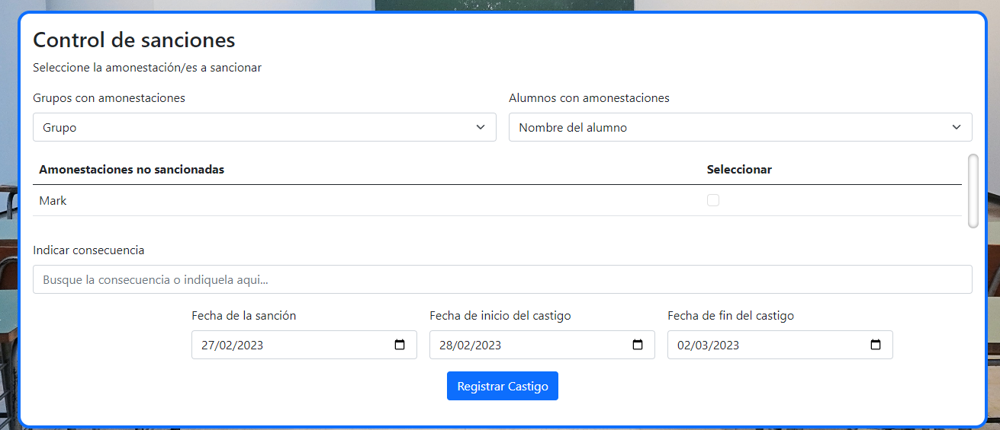 Control de sanciones
Seleccione la amonestación/es a sancionar
Grupos con amonestaciones
Alumnos con amonestaciones
Grupo
Nombre del alumno
Amonestaciones no sancionadas
Seleccionar
Mark
Indicar consecuencia
Busque la consecuencia o indiquela aqui...
Fecha de la sanción
Fecha de inicio del castigo
Fecha de fin del castigo
27/02/2023
28/02/2023
02/03/2023
Registrar Castigo